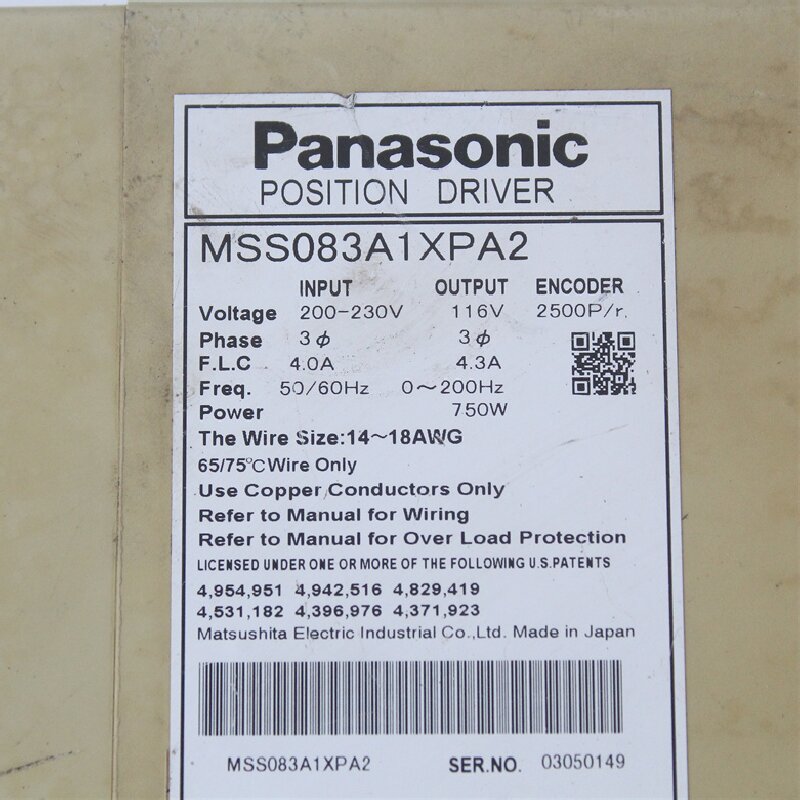 Panasonic
POSITION DRIVER
MSS083A1XPA2
INPUT OUTPUT ENCODER
Voltage 200-230V 116V 2500P/r.
Phase 3ϕ 3ϕ
F.L.C 4.0A 4.3A
Freq. 50/60Hz 0～200Hz
Power 750W
The Wire Size:14～18AWG
65/75℃ Wire Only
Use Copper Conductors Only
Refer to Manual for Wiring
Refer to Manual for Over Load Protection
LICENSED UNDER ONE OR MORE OF THE FOLLOWING U.S.PATENTS
4,954,951 4,942,516 4,829,419
4,531,182 4,396,976 4,371,923
Matsushita Electric Industrial Co.,Ltd. Made in Japan
MSS083A1XPA2 SER.NO. 03050149